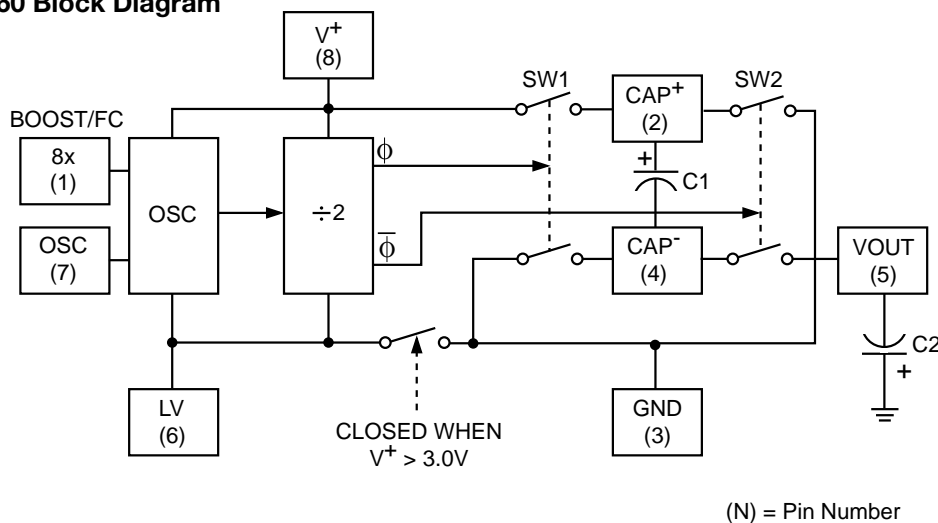 60 Block Diagram
V+
(8)
SW1
SW2
CAP+
(2)
BOOST/FC
8x
(1)
OSC
÷2
ϕ
+
C1
ϕ̅
OSC
(7)
CAP-
(4)
VOUT
(5)
C2
+
LV
(6)
CLOSED WHEN
V+ > 3.0V
GND
(3)
(N) = Pin Number